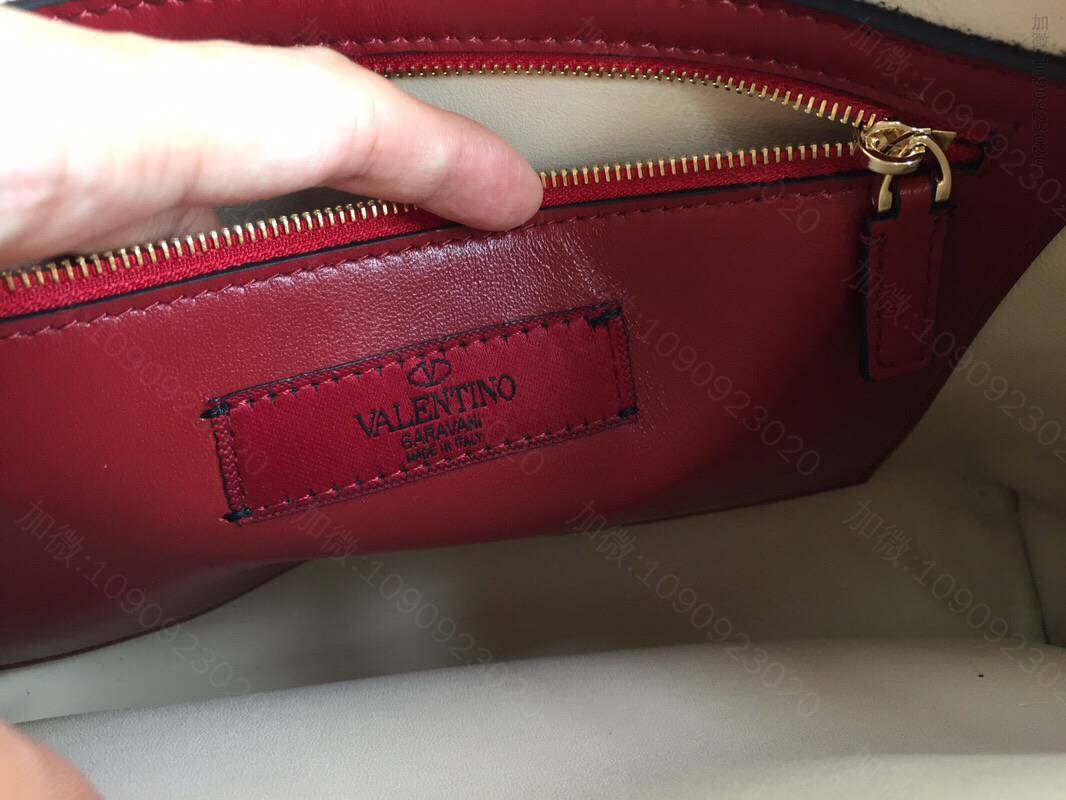 VALENTINO
GARAVANI
MADE IN ITALY
加微:1090923020